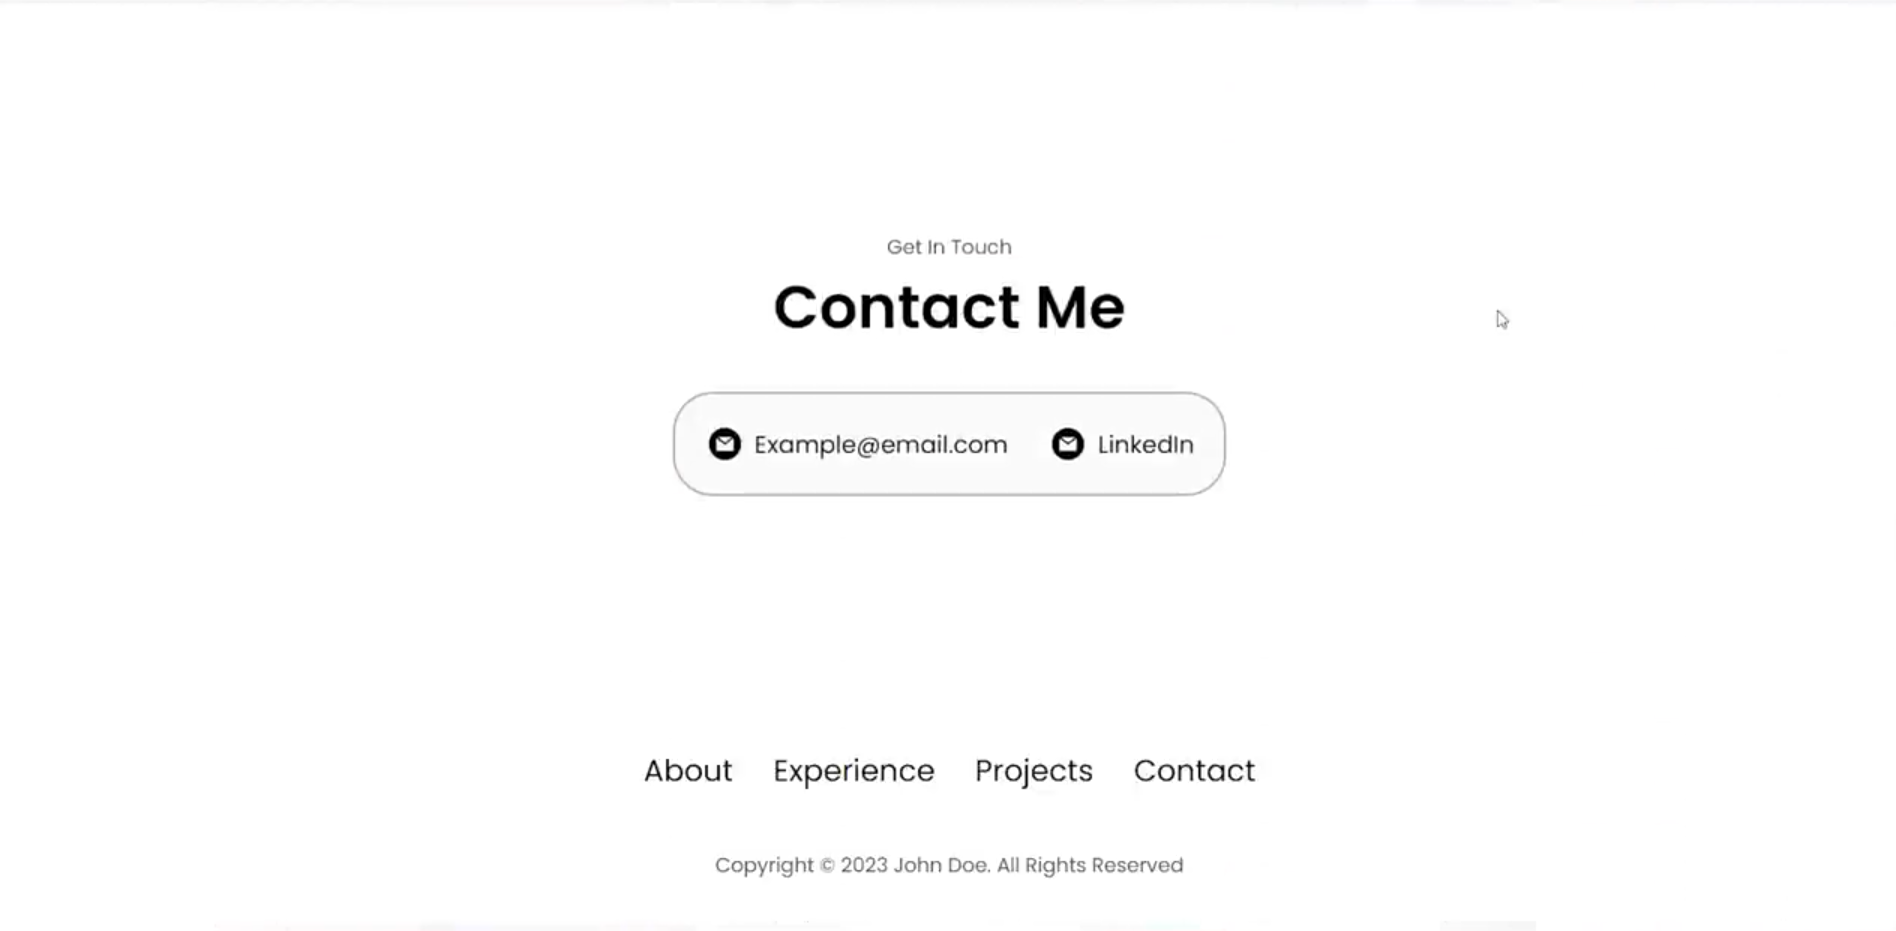 Get In Touch
Contact Me
Example@email.com LinkedIn
About Experience Projects Contact
Copyright © 2023 John Doe. All Rights Reserved